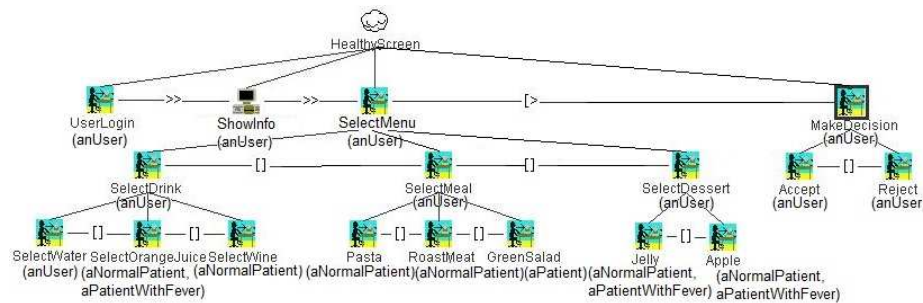 HealthyScreen
>> >> [>
UserLogin ShowInfo SelectMenu MakeDecision
(anUser) (anUser) (anUser) (anUser)
[] [] []
SelectDrink SelectMeal SelectDessert Accept Reject
(anUser) (anUser) (anUser) (anUser) (anUser
[] [] [] [] []
SelectWater SelectOrangeJuice SelectWine Pasta RoastMeat GreenSalad Jelly Apple
(anUser) (aNormalPatient, (aNormalPatient) (aNormalPatient) (aNormalPatient) (aPatient) (aNormalPatient, (aNormalPatient,
aPatientWithFever) aPatientWithFever) aPatientWithFever)